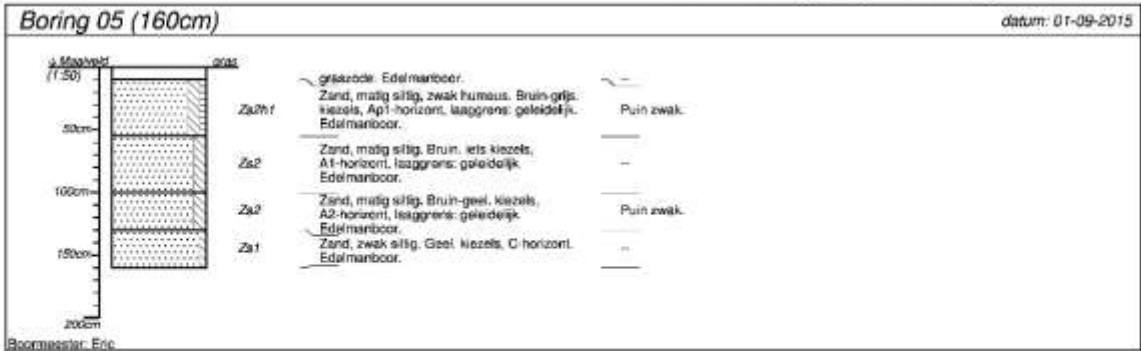 Boring 05 (160cm)
datum: 01-09-2015
Maaiveld
gras
(1:50)
graszode. Edelmanboor.
--
Zs2h1
Zand, matig siltig, zwak humeus. Bruin-grijs.
kiezels, Ap1-horizont, laaggrens: geleidelijk.
Edelmanboor.
Puin zwak.
50cm
Zs2
Zand, matig siltig. Bruin. iets kiezels,
A1-horizont, laaggrens: geleidelijk
Edelmanboor.
--
100cm
Zs2
Zand, matig siltig. Bruin-geel. kiezels,
A2-horizont, laaggrens: geleidelijk
Edelmanboor.
Puin zwak.
150cm
Zs1
Zand, zwak siltig. Geel. kiezels, C-horizont.
Edelmanboor.
--
200cm
Boormeester: Eric